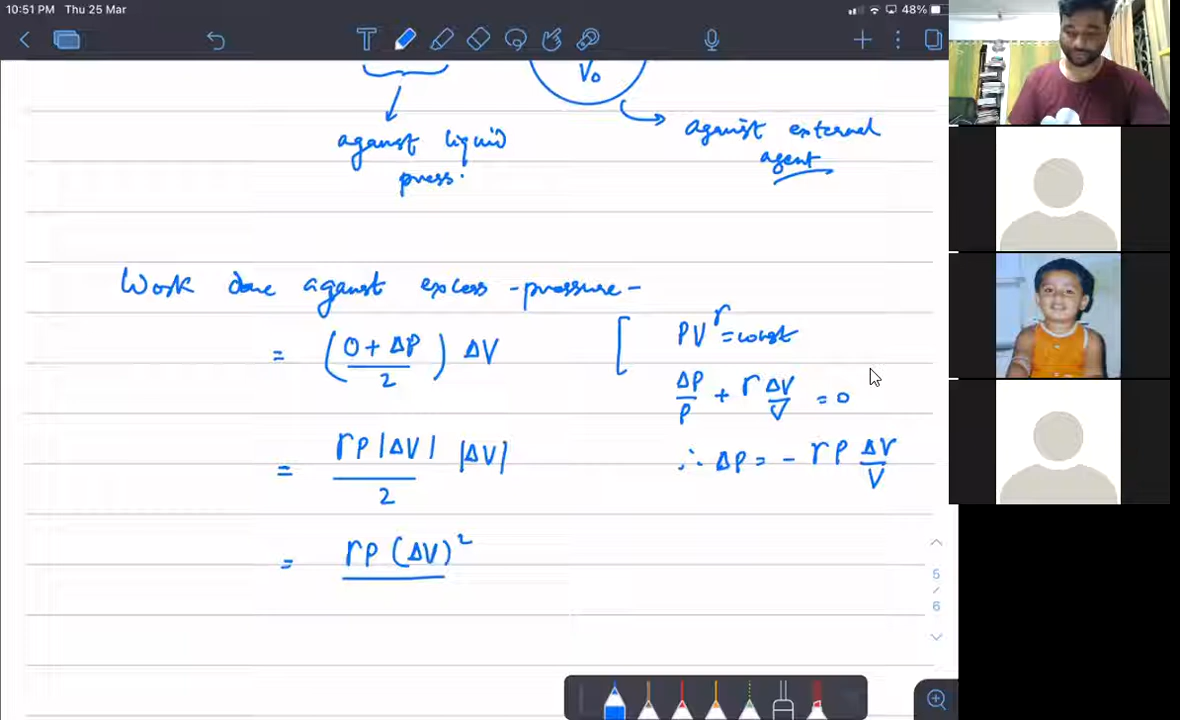 10:51 PM Thu 25 Mar 48%
V₀
against liquid
press.
against external
agent
Work done against excess -pressure-
= (0 + ΔP / 2) ΔV
[ PV^r = const
ΔP/P + r ΔV/V = 0
= rP|ΔV| / 2 |ΔV|
∴ ΔP = - rP ΔV/V
= rP (ΔV)²
5
/
6